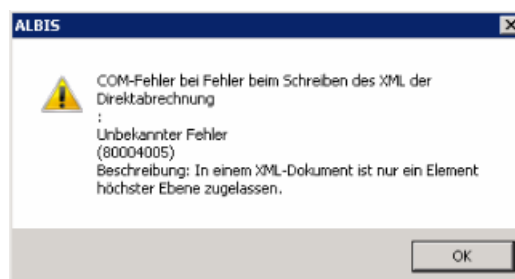 ALBIS
COM-Fehler bei Fehler beim Schreiben des XML der
Direktabrechnung
:
Unbekannter Fehler
(80004005)
Beschreibung: In einem XML-Dokument ist nur ein Element
höchster Ebene zugelassen.
OK